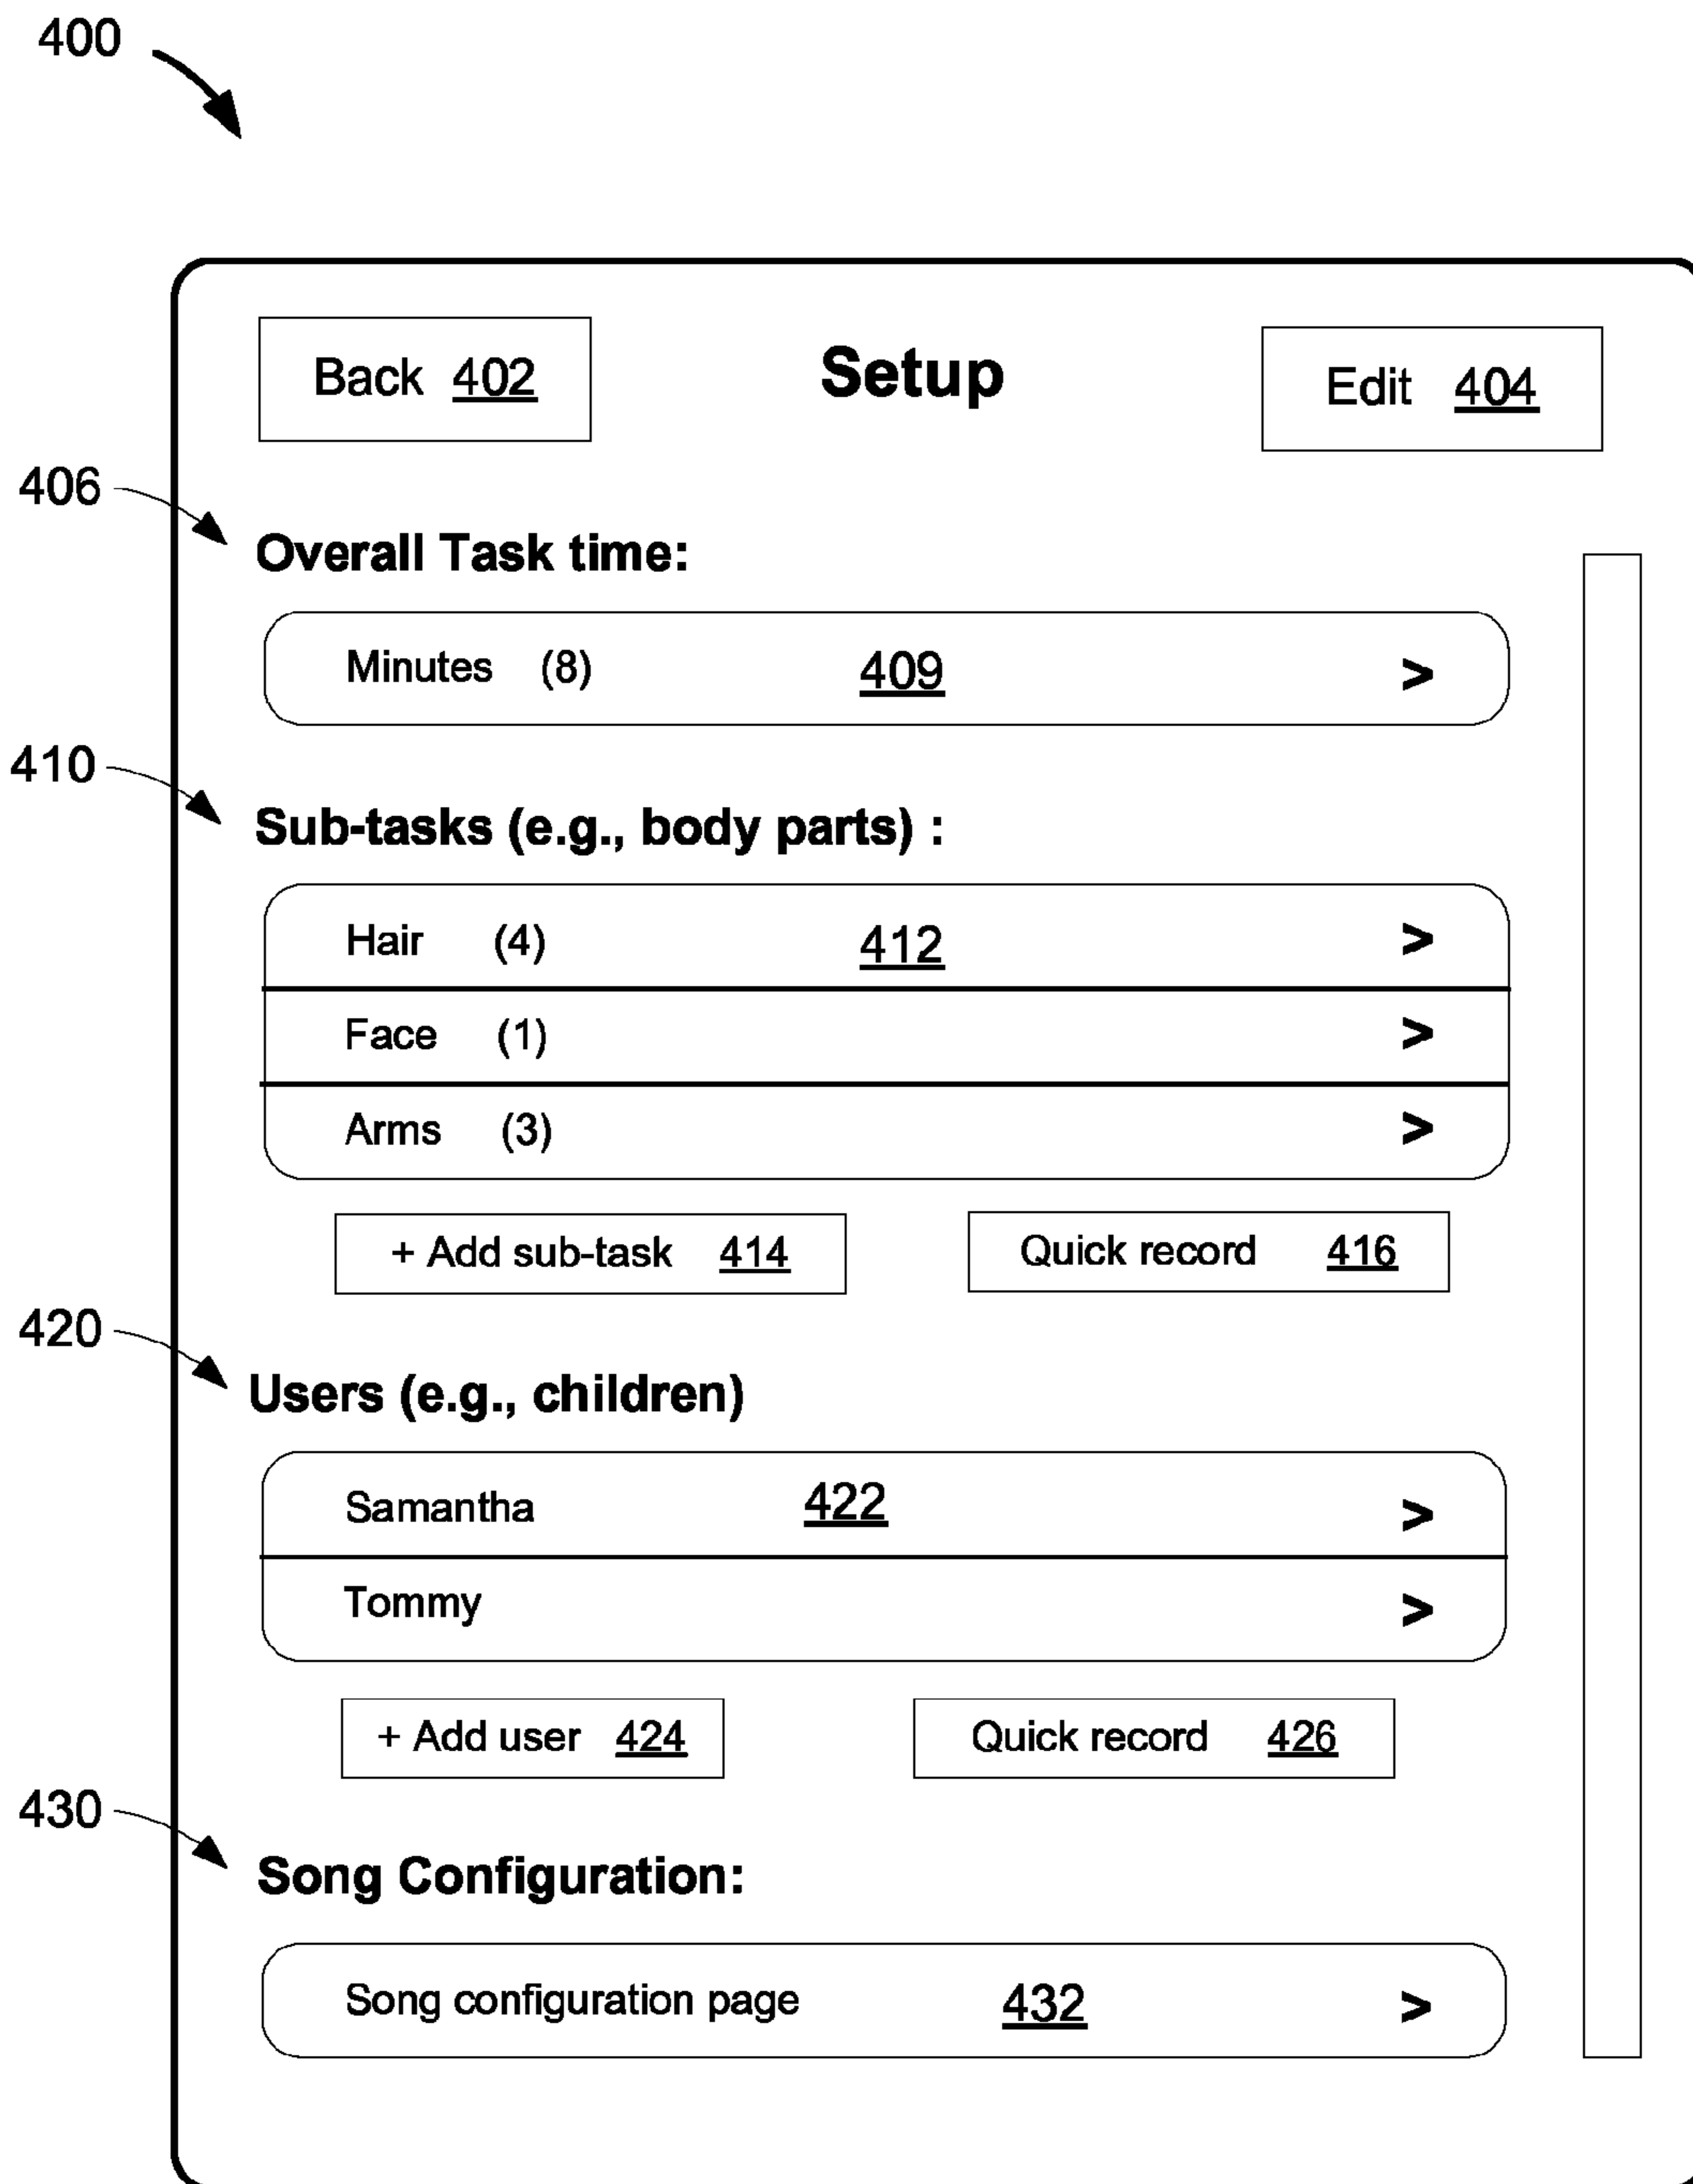 400
Back 402 Setup Edit 404
406
Overall Task time:
Minutes (8) 409 >
410
Sub-tasks (e.g., body parts) :
Hair (4) 412 >
Face (1) >
Arms (3) >
+ Add sub-task 414 Quick record 416
420
Users (e.g., children)
Samantha 422 >
Tommy >
+ Add user 424 Quick record 426
430
Song Configuration:
Song configuration page 432 >